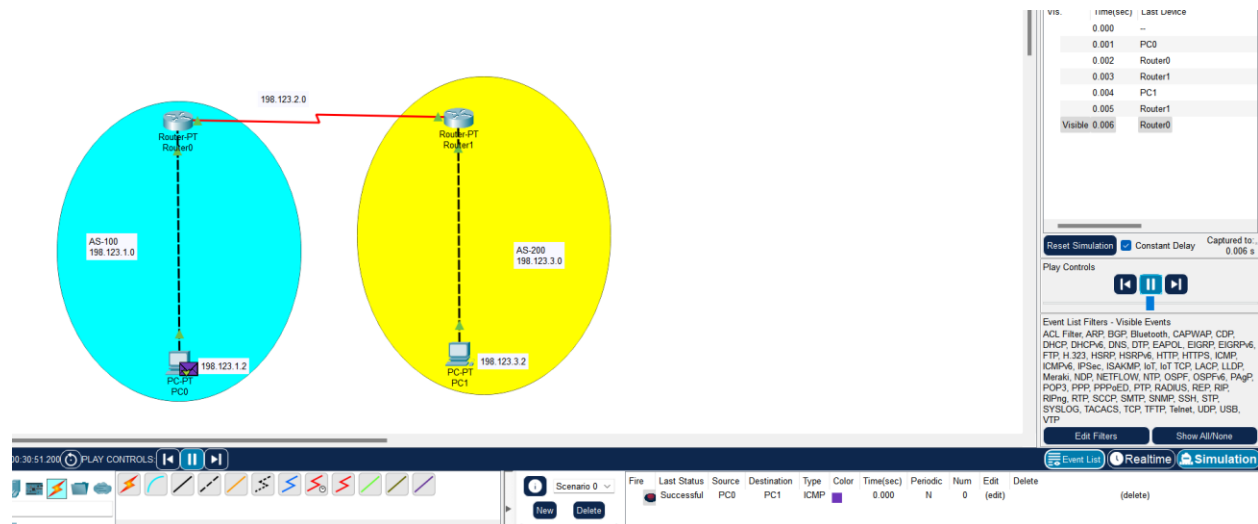 Vis. Time(sec) Last Device
0.000 --
0.001 PC0
0.002 Router0
0.003 Router1
0.004 PC1
0.005 Router1
Visible 0.006 Router0
198.123.2.0
Router-PT
Router0
Router-PT
Router1
AS-100
198.123.1.0
AS-200
198.123.3.0
198.123.1.2
PC-PT
PC0
198.123.3.2
PC-PT
PC1
Reset Simulation Constant Delay Captured to:,
0.006 s
Play Controls
Event List Filters - Visible Events
ACL Filter, ARP, BGP, Bluetooth, CAPWAP, CDP,
DHCP, DHCPv6, DNS, DTP, EAPOL, EIGRP, EIGRPv6,
FTP, H.323, HSRP, HSRPv6, HTTP, HTTPS, ICMP,
ICMPv6, IPSec, ISAKMP, IoT, IoT TCP, LACP, LLDP,
Meraki, NDP, NETFLOW, NTP, OSPF, OSPFv6, PAgP,
POP3, PPP, PPPoED, PTP, RADIUS, REP, RIP,
RIPng, RTP, SCCP, SMTP, SNMP, SSH, STP,
SYSLOG, TACACS, TCP, TFTP, Telnet, UDP, USB,
VTP
Edit Filters Show All/None
00:30:51.200 PLAY CONTROLS:
Event List Realtime Simulation
Scenario 0
New Delete
Fire Last Status Source Destination Type Color Time(sec) Periodic Num Edit Delete
Successful PC0 PC1 ICMP 0.000 N 0 (edit) (delete)